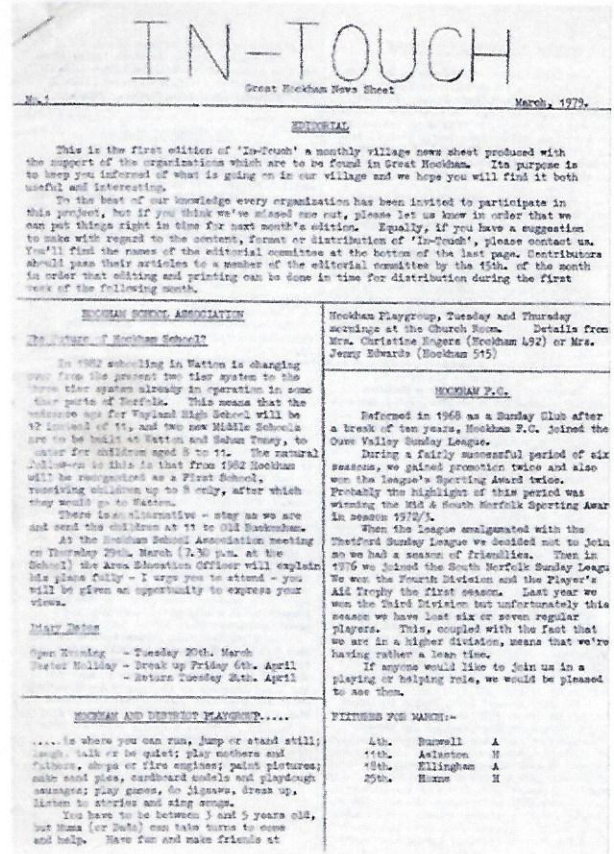 IN-TOUCH
Great Hockham News Sheet
No.1 March, 1979.
EDITORIAL
This is the first edition of 'In-Touch' a monthly village news sheet produced with
the support of the organizations which are to be found in Great Hockham. Its purpose is
to keep you informed of what is going on in our village and we hope you will find it both
useful and interesting.
To the best of our knowledge every organization has been invited to participate in
this project, but if you think we've missed one out, please let us know in order that we
can put things right in time for next month's edition. Equally, if you have a suggestion
to make with regard to the content, format or distribution of 'In-Touch', please contact us.
You'll find the names of the editorial committee at the bottom of the last page. Contributors
should pass their articles to a member of the editorial committee by the 15th. of the month
in order that editing and printing can be done in time for distribution during the first
week of the following month.
HOCKHAM SCHOOL ASSOCIATION
The Future of Hockham School?
In 1982 schooling in Watton is changing
over from the present two tier system to the
three tier system already in operation in some
other parts of Norfolk. This means that the
entrance age for Wayland High School will be
12 instead of 11, and two new Middle Schools
are to be built at Watton and Saham Toney, to
cater for children aged 8 to 11. The natural
follow-on to this is that from 1982 Hockham
will be reorganized as a First School,
receiving children up to 8 only, after which
they would go to Watton.
There is an alternative - stay as we are
and send the children at 11 to Old Buckenham.
At the Hockham School Association meeting
on Thursday 29th. March (7.30 p.m. at the
School) the Area Education Officer will explain
his plans fully - I urge you to attend - you
will be given an opportunity to express your
views.
Diary Dates
Open Evening - Tuesday 20th. March
Easter Holiday - Break up Friday 6th. April
- Return Tuesday 24th. April
HOCKHAM AND DISTRICT PLAYGROUP.....
.....is where you can run, jump or stand still;
laugh, talk or be quiet; play mothers and
fathers, shops or fire engines; paint pictures;
make sand pies, cardboard models and playdough
sausages; play games, do jigsaws, dress up,
listen to stories and sing songs.
You have to be between 3 and 5 years old,
but Mums (or Dads) can take turns to come
and help. Have fun and make friends at
Hockham Playgroup, Tuesday and Thursday
mornings at the Church Room. Details from
Mrs. Christine Rogers (Hockham 492) or Mrs.
Jenny Edwards (Hockham 515)
HOCKHAM F.C.
Reformed in 1968 as a Sunday Club after
a break of ten years, Hockham F.C. joined the
Ouse Valley Sunday League.
During a fairly successful period of six
seasons, we gained promotion twice and also
won the league's Sporting Award twice.
Probably the highlight of this period was
winning the Mid & South Norfolk Sporting Awar
in season 1972/3.
When the League amalgamated with the
Thetford Sunday League we decided not to join
so we had a season of friendlies. Then in
1976 we joined the South Norfolk Sunday Leagu
We won the Fourth Division and the Player's
Aid Trophy the first season. Last year we
won the Third Division but unfortunately this
season we have lost six or seven regular
players. This, coupled with the fact that
we are in a higher division, means that we're
having rather a lean time.
If anyone would like to join us in a
playing or helping role, we would be pleased
to see them.
FIXTURES FOR MARCH:-
4th. Bunwell A
11th. Aslacton H
18th. Ellingham A
25th. Hoxne H